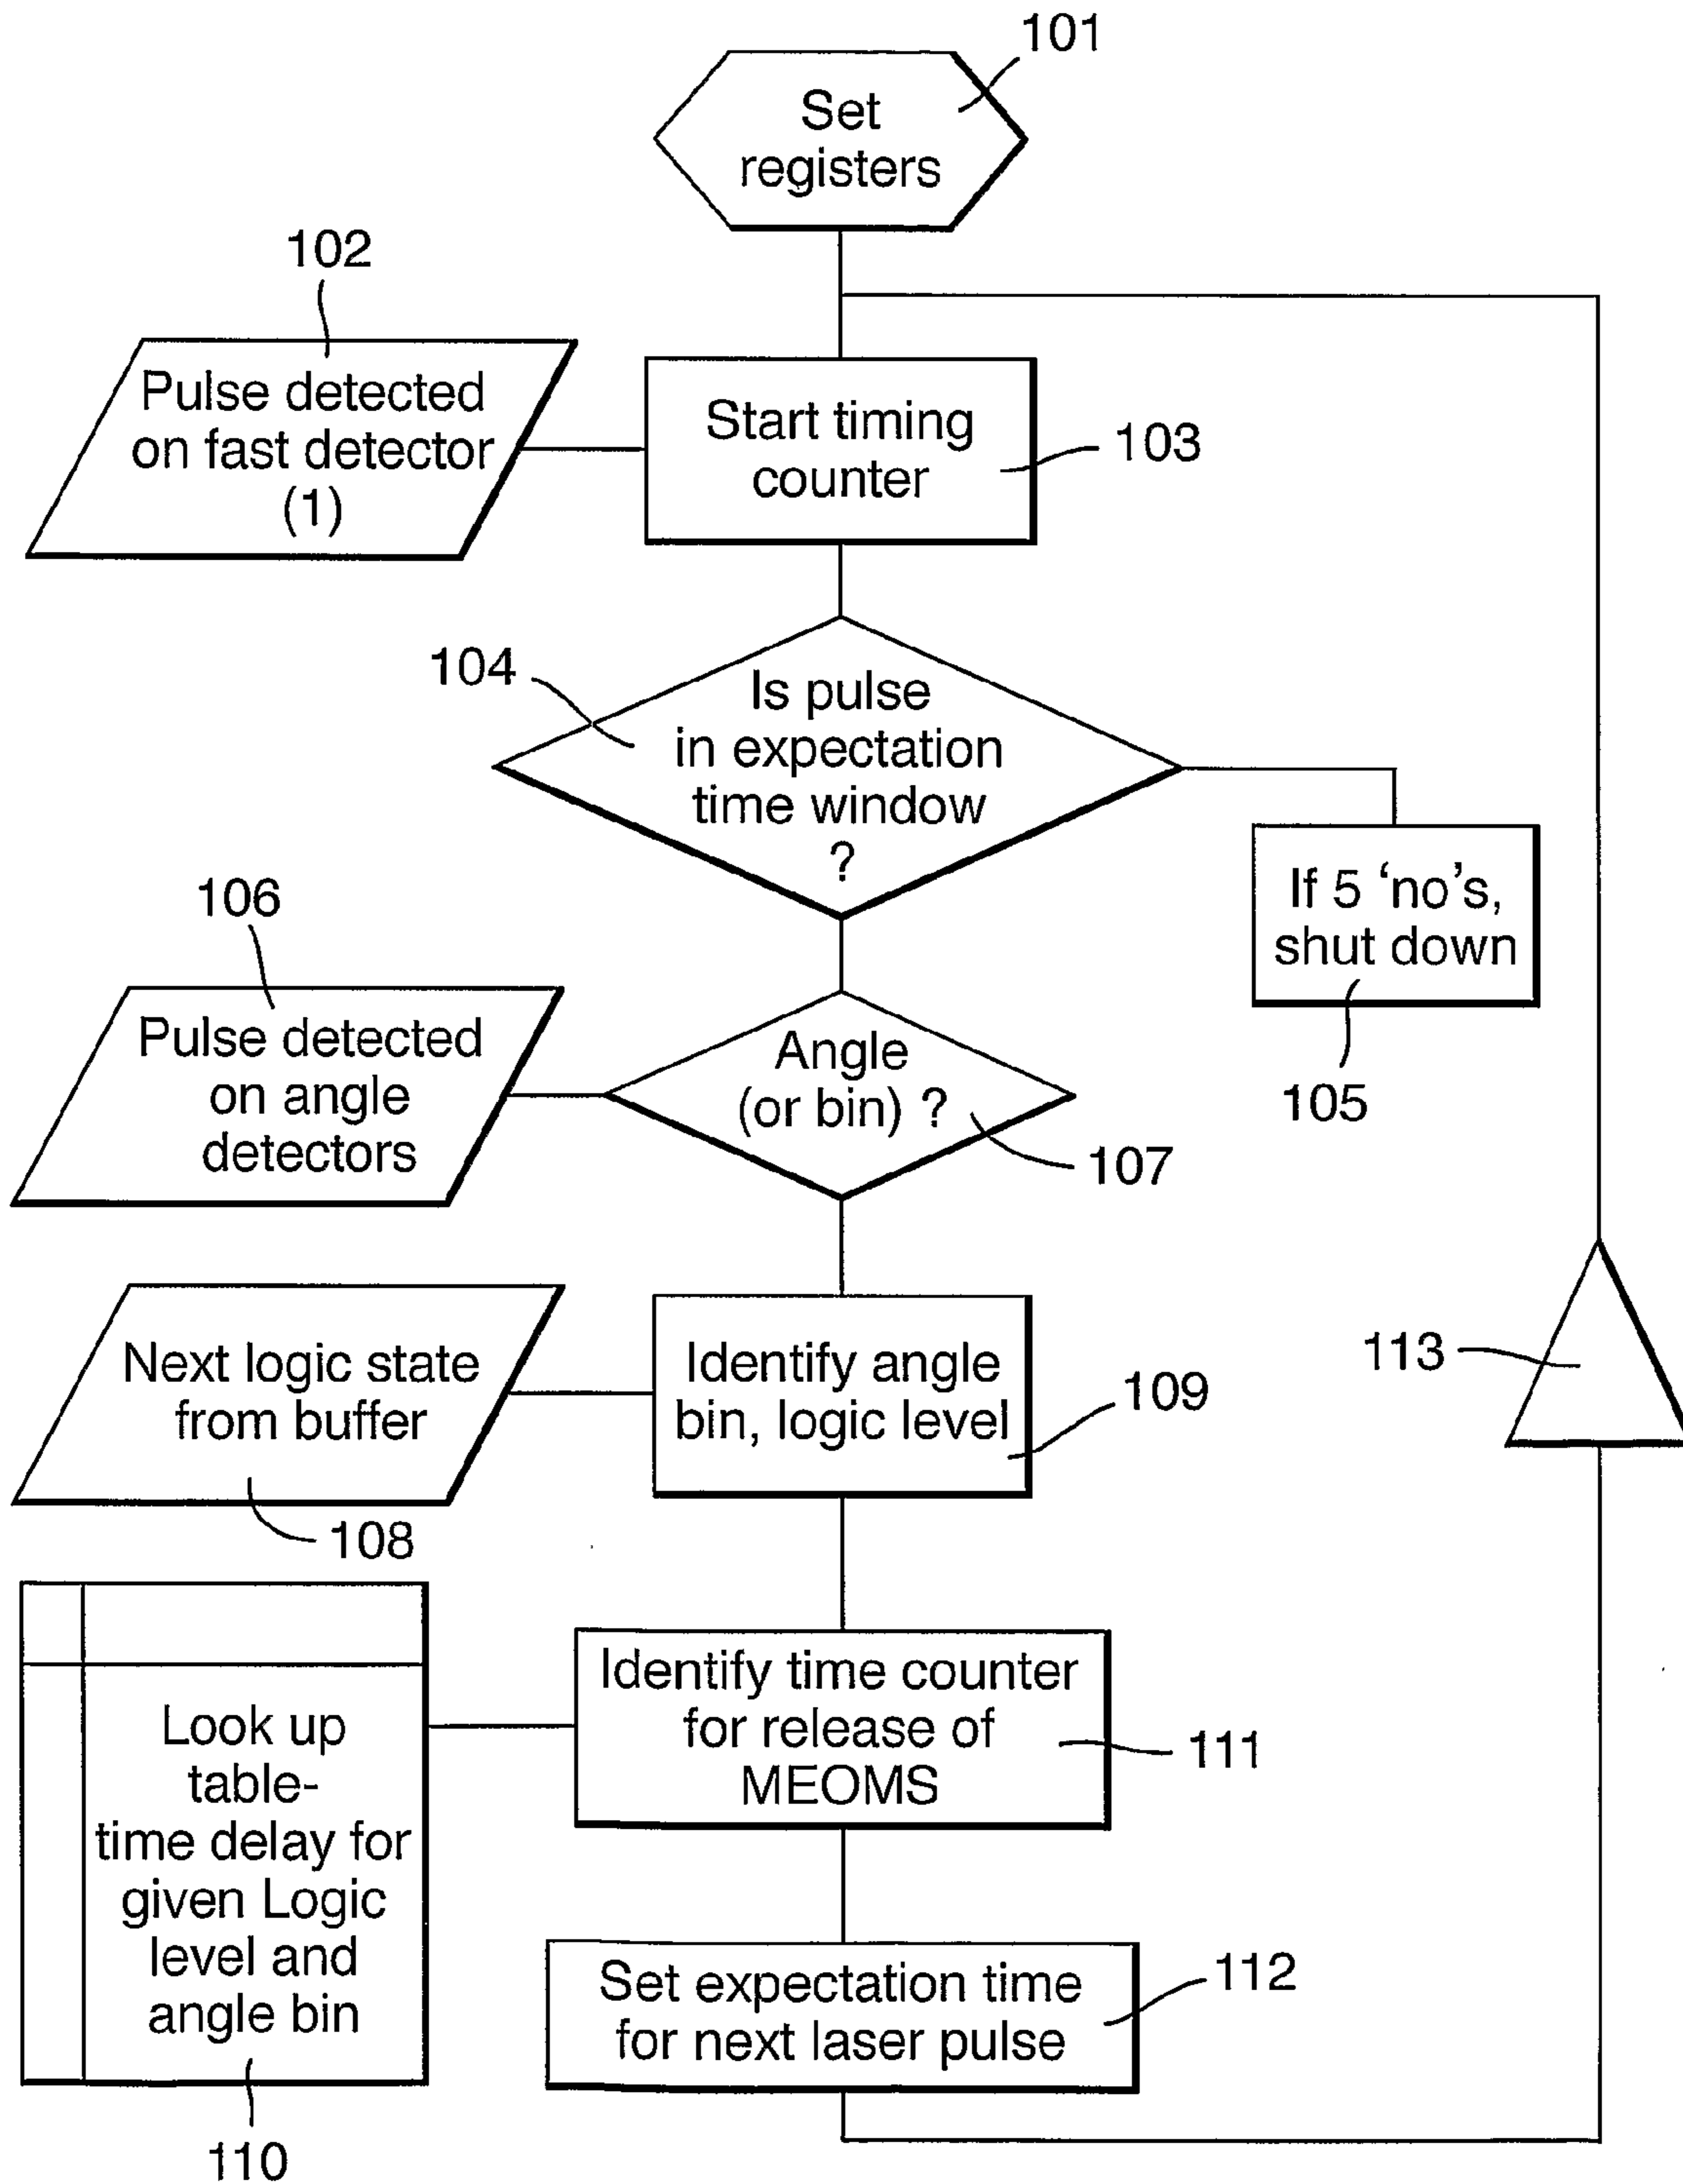 101
Set
registers
102
Pulse detected
on fast detector
(1)
Start timing
counter
103
104
Is pulse
in expectation
time window
?
If 5 ‘no’s,
shut down
105
106
Pulse detected
on angle
detectors
Angle
(or bin) ?
107
Next logic state
from buffer
108
Identify angle
bin, logic level
109
113
Look up
table-
time delay for
given Logic
level and
angle bin
110
Identify time counter
for release of
MEOMS
111
Set expectation time
for next laser pulse
112